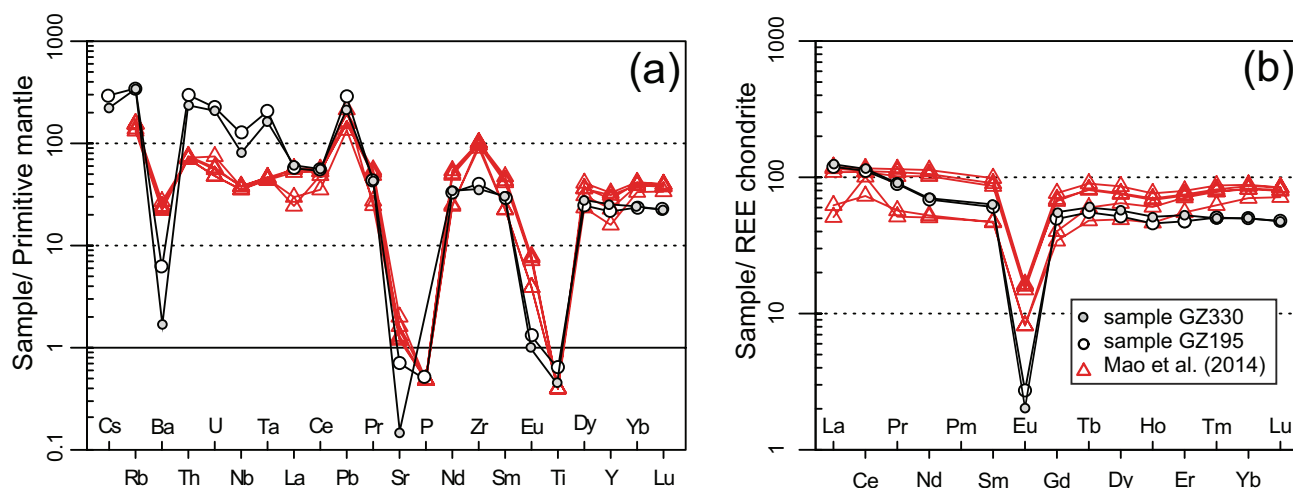 Sample/ Primitive mantle
1000
100
10
1
0.1
(a)
Cs Ba U Ta Ce Pr P Zr Eu Dy Yb
Rb Th Nb La Pb Sr Nd Sm Ti Y Lu
Sample/ REE chondrite
1000
100
10
1
(b)
sample GZ330
sample GZ195
Mao et al. (2014)
La Pr Pm Eu Tb Ho Tm Lu
Ce Nd Sm Gd Dy Er Yb